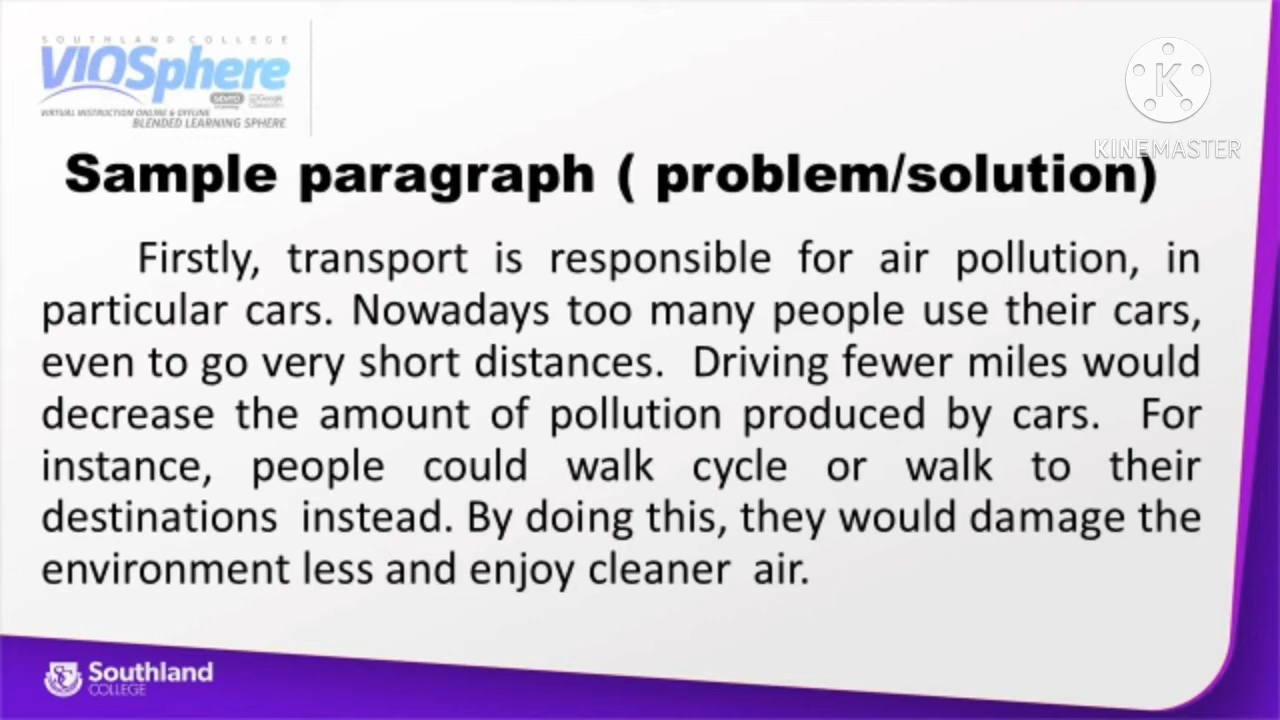 SOUTHLAND COLLEGE
VIOSphere
VIRTUAL INSTRUCTION ONLINE & OFFLINE
BLENDED LEARNING SPHERE
K
KINEMASTER
Sample paragraph ( problem/solution)
Firstly, transport is responsible for air pollution, in
particular cars. Nowadays too many people use their cars,
even to go very short distances.  Driving fewer miles would
decrease the amount of pollution produced by cars.  For
instance, people could walk cycle or walk to their
destinations  instead. By doing this, they would damage the
environment less and enjoy cleaner  air.
Southland
COLLEGE